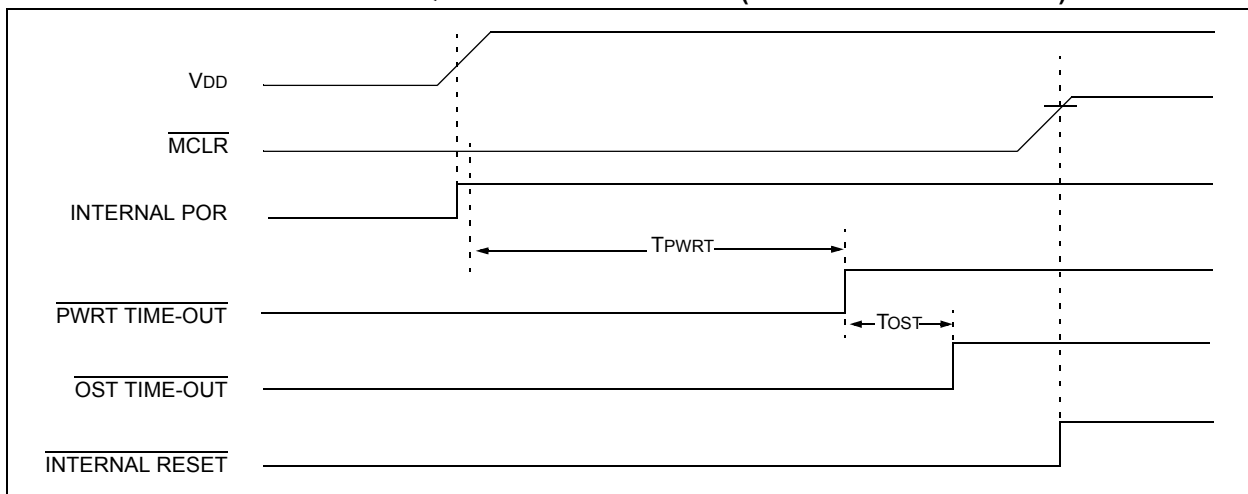 VDD
MCLR
INTERNAL POR
TPWRT
PWRT TIME-OUT
TOST
OST TIME-OUT
INTERNAL RESET